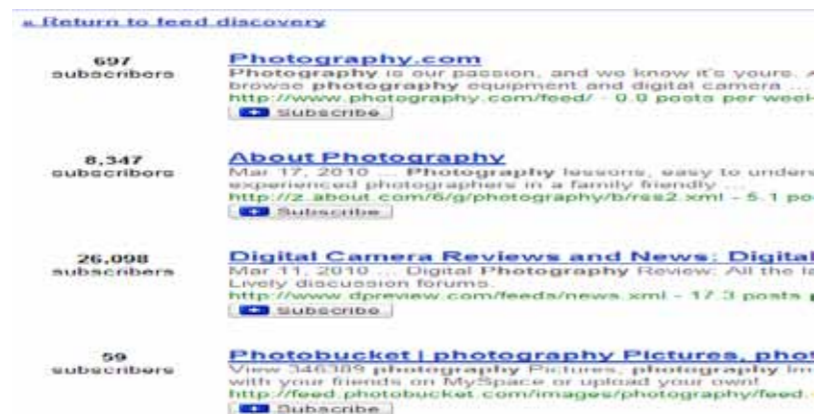 « Return to feed discovery
697
subscribers
Photography.com
Photography is our passion, and we know it's yours. A
browse photography equipment and digital camera ...
http://www.photography.com/feed/ - 0.0 posts per week
Subscribe
8,347
subscribers
About Photography
Mar 17, 2010 ... Photography lessons, easy to unders
experienced photographers in a family friendly ...
http://z.about.com/6/g/photography/b/rss2.xml - 5.1 po
Subscribe
26,098
subscribers
Digital Camera Reviews and News: Digital
Mar 11, 2010 ... Digital Photography Review: All the la
Lively discussion forums.
http://www.dpreview.com/feeds/news.xml - 17.3 posts p
Subscribe
59
subscribers
Photobucket | photography Pictures, phot
View 346389 photography Pictures, photography Im
with your friends on MySpace or upload your own!
http://feed.photobucket.com/images/photography/feed.
Subscribe